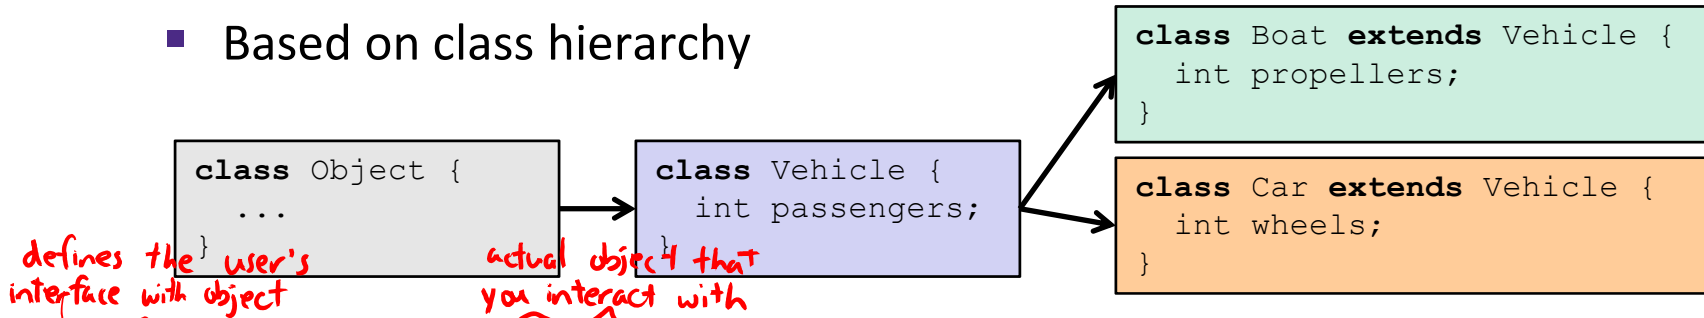 ▪ Based on class hierarchy
class Object {
...
}
class Vehicle {
int passengers;
}
class Boat extends Vehicle {
int propellers;
}
class Car extends Vehicle {
int wheels;
}
defines the user's
interface with object
actual object that
you interact with